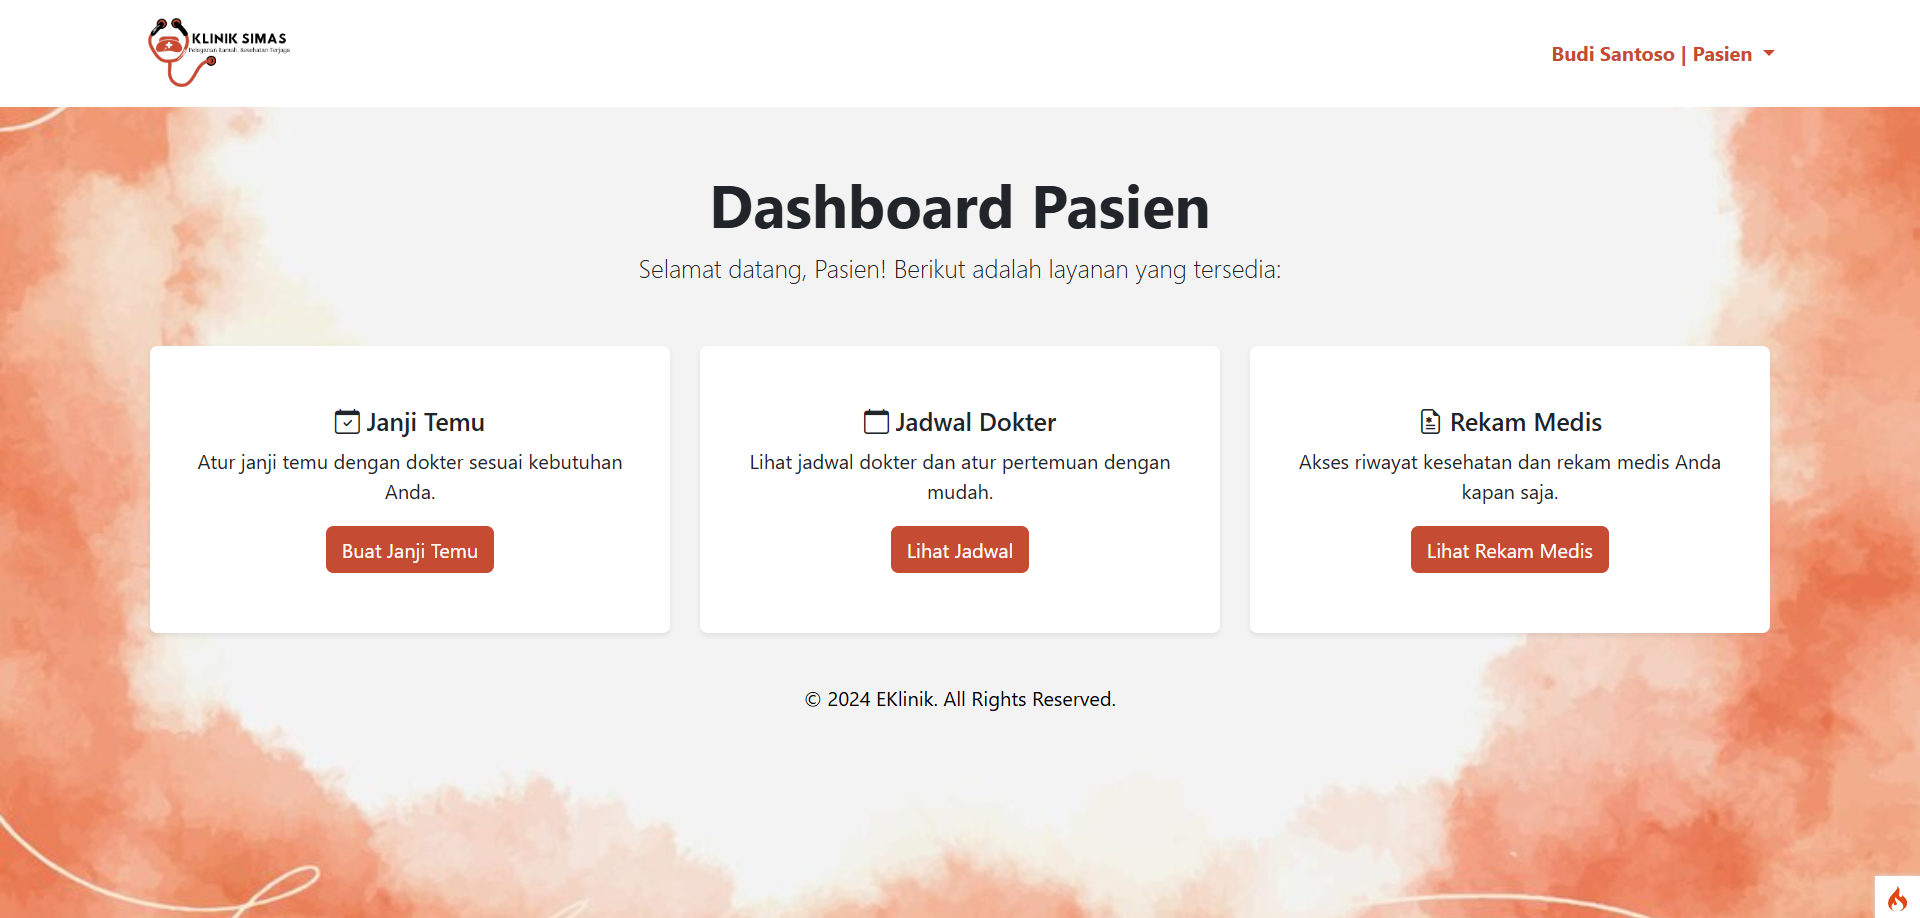 KLINIK SIMAS
Pelayanan Ramah, Kesehatan Terjaga
Budi Santoso | Pasien
Dashboard Pasien
Selamat datang, Pasien! Berikut adalah layanan yang tersedia:
Janji Temu
Atur janji temu dengan dokter sesuai kebutuhan
Anda.
Buat Janji Temu
Jadwal Dokter
Lihat jadwal dokter dan atur pertemuan dengan
mudah.
Lihat Jadwal
Rekam Medis
Akses riwayat kesehatan dan rekam medis Anda
kapan saja.
Lihat Rekam Medis
© 2024 EKlinik. All Rights Reserved.